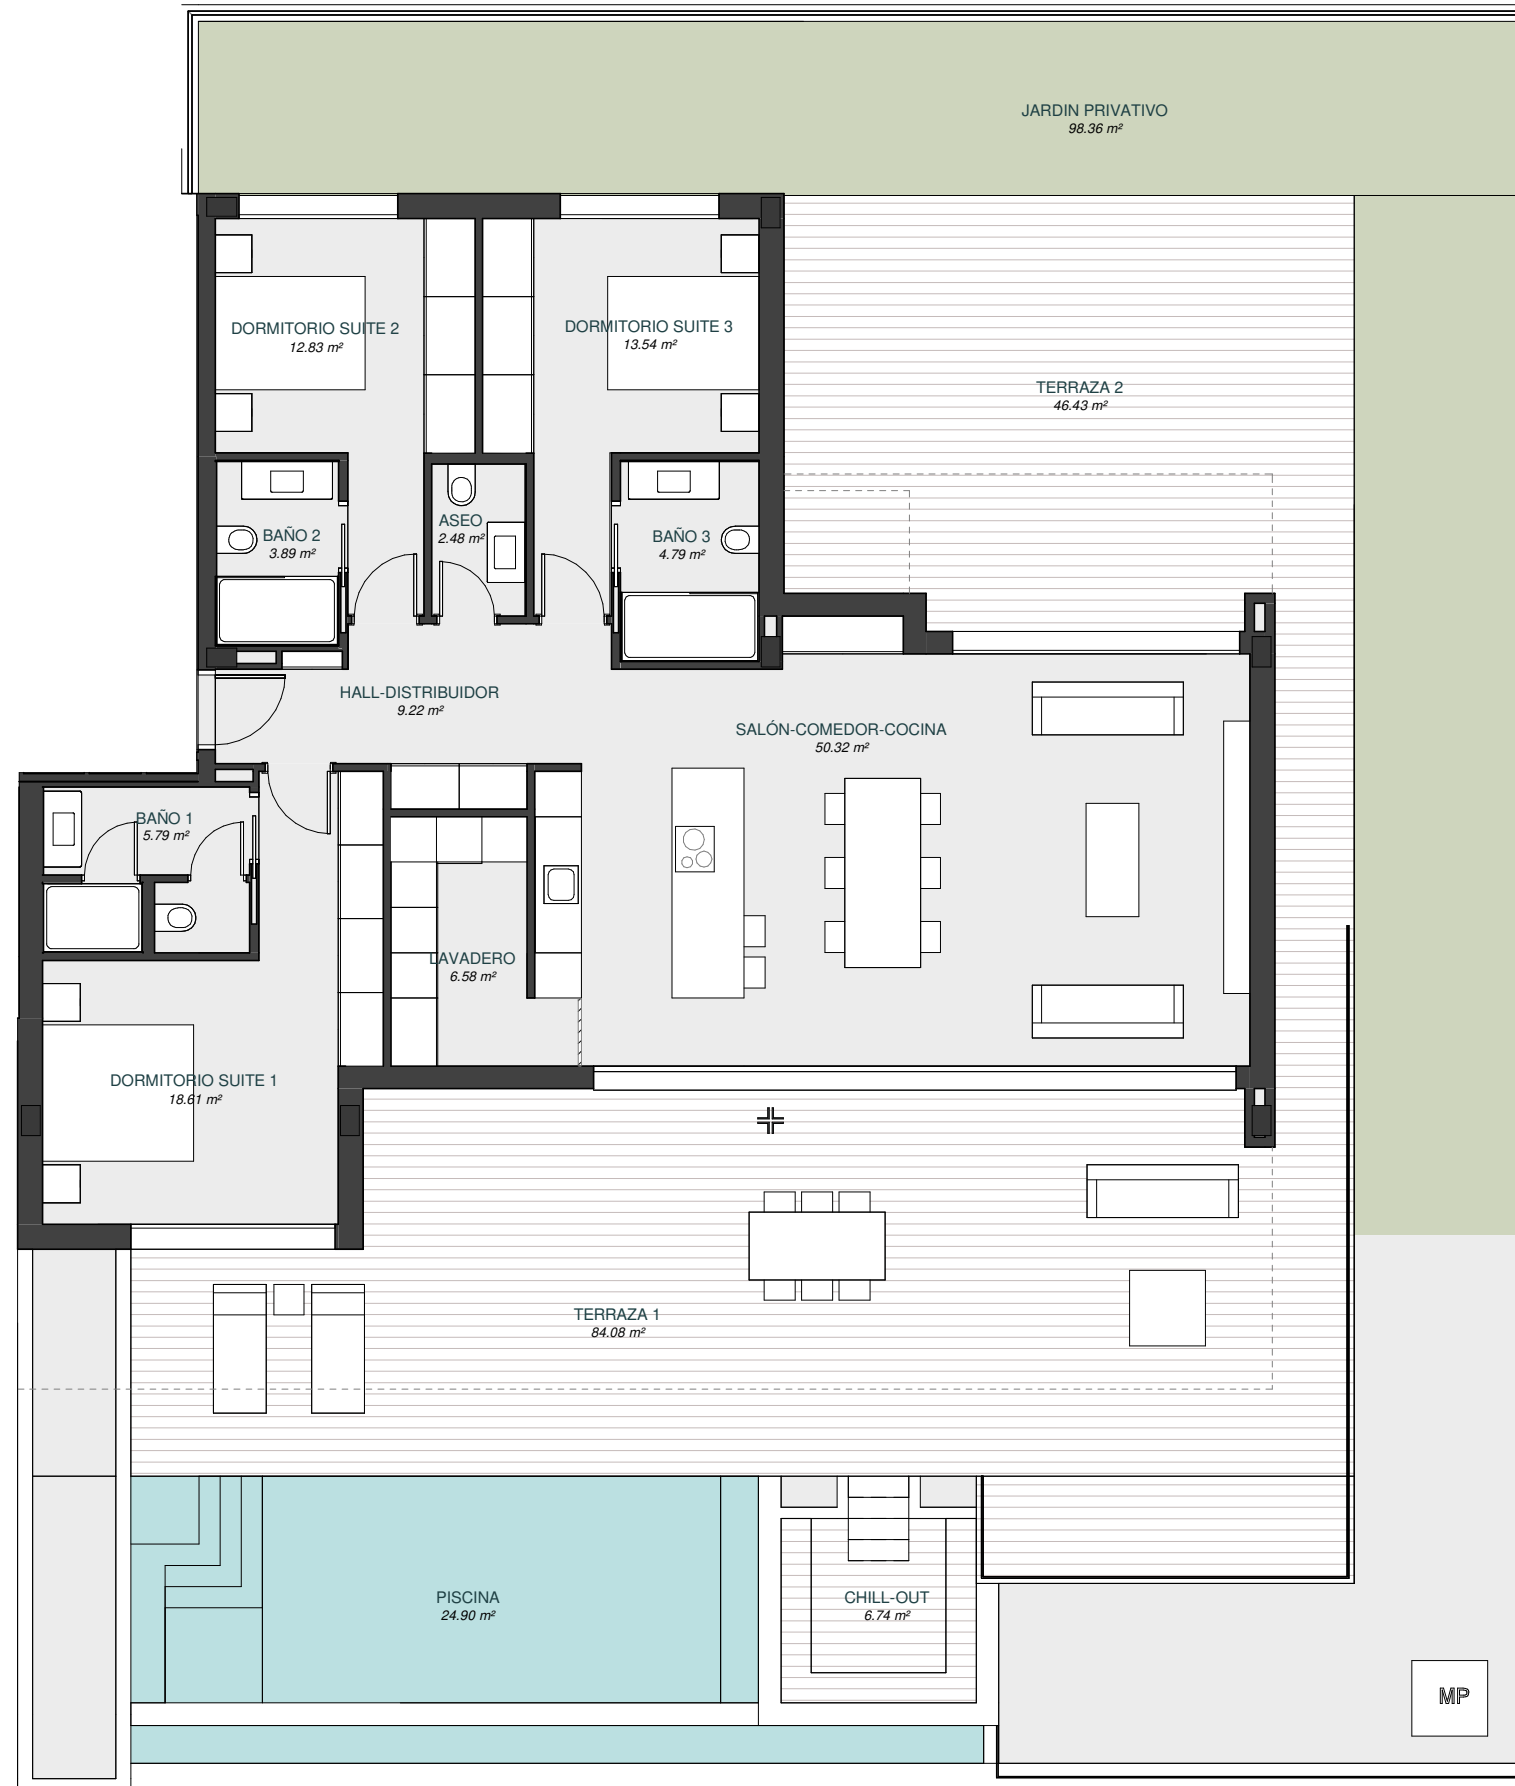 JARDIN PRIVATIVO
98.36 m²
DORMITORIO SUITE 2
12.83 m²
DORMITORIO SUITE 3
13.54 m²
TERRAZA 2
46.43 m²
BAÑO 2
3.89 m²
ASEO
2.48 m²
BAÑO 3
4.79 m²
HALL-DISTRIBUIDOR
9.22 m²
SALÓN-COMEDOR-COCINA
50.32 m²
BAÑO 1
5.79 m²
LAVADERO
6.58 m²
DORMITORIO SUITE 1
18.61 m²
TERRAZA 1
84.08 m²
PISCINA
24.90 m²
CHILL-OUT
6.74 m²
MP